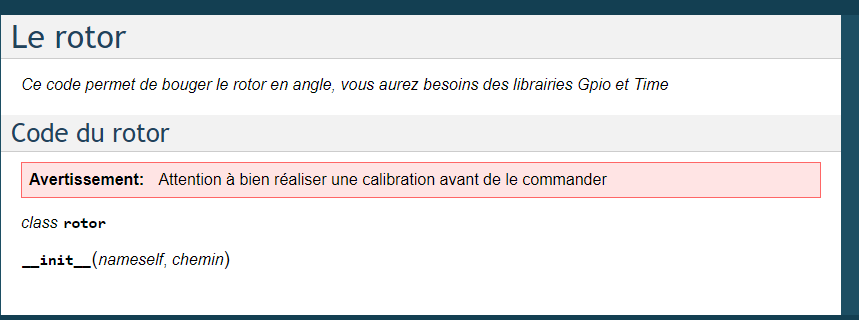 Le rotor
Ce code permet de bouger le rotor en angle, vous aurez besoins des librairies Gpio et Time
Code du rotor
Avertissement: Attention à bien réaliser une calibration avant de le commander
class rotor
__init__(nameself, chemin)